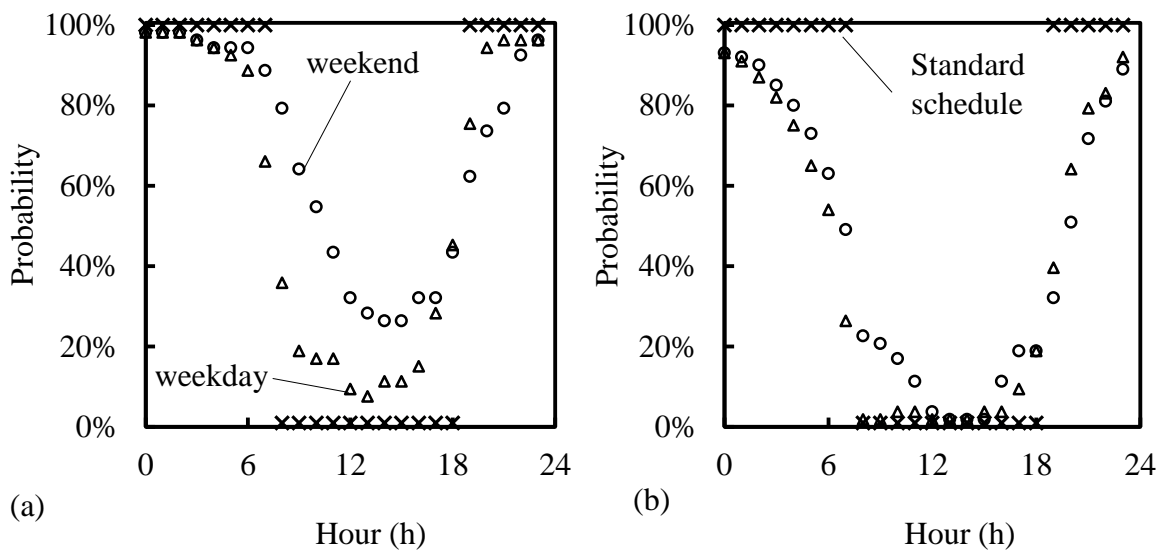 100%
80%
60%
40%
20%
0%
Probability
weekend
weekday
0 6 12 18 24
(a)
Hour (h)
100%
80%
60%
40%
20%
0%
Probability
Standard
schedule
0 6 12 18 24
(b)
Hour (h)